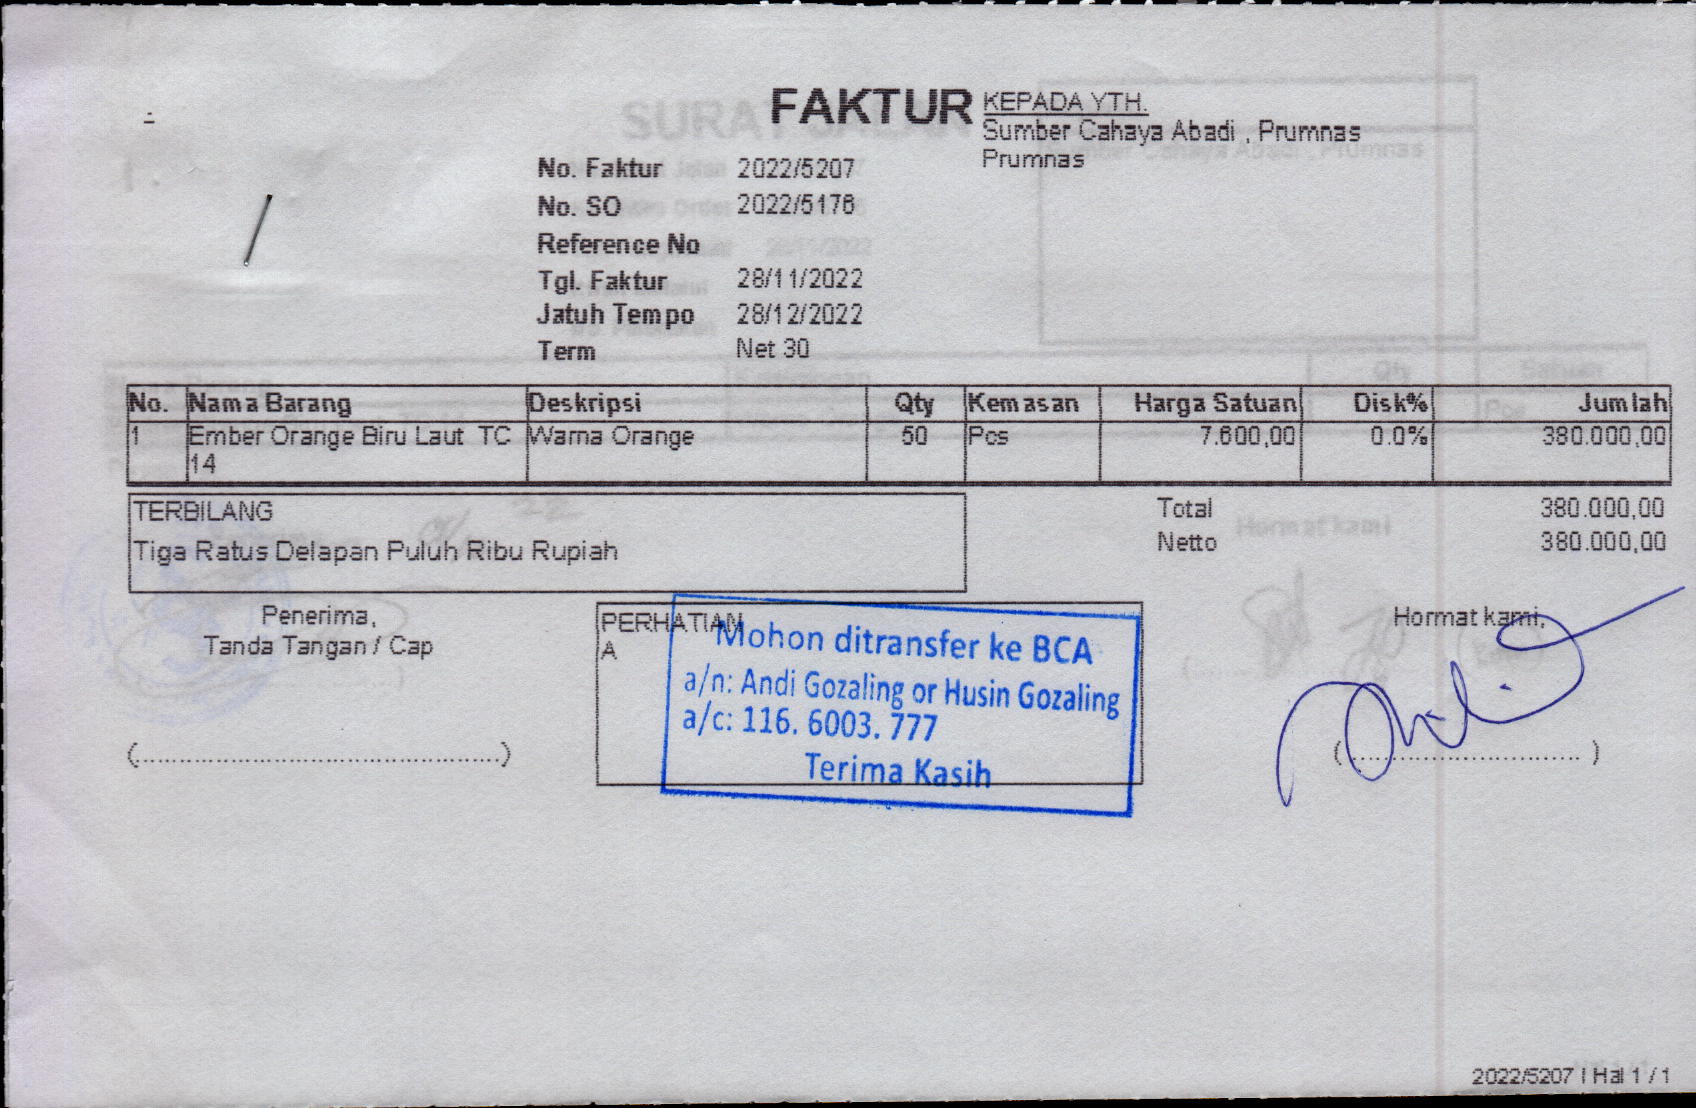 FAKTUR
KEPADA YTH.
Sumber Cahaya Abadi , Prumnas
Prumnas
No. Faktur 2022/5207
No. SO 2022/5176
Reference No
Tgl. Faktur 28/11/2022
Jatuh Tempo 28/12/2022
Term Net 30
No. Nama Barang Deskripsi Qty Kemasan Harga Satuan Disk% Jumlah
1 Ember Orange Biru Laut TC Warna Orange 50 Pcs 7.600,00 0.0% 380.000,00
14
TERBILANG
Tiga Ratus Delapan Puluh Ribu Rupiah
Total 380.000,00
Netto 380.000,00
Penerima,
Tanda Tangan / Cap
(................................................)
PERHATIAN
A
Mohon ditransfer ke BCA
a/n: Andi Gozaling or Husin Gozaling
a/c: 116. 6003. 777
Terima Kasih
Hormat kami,
(................................ )
2022/5207 | Hal 1 / 1